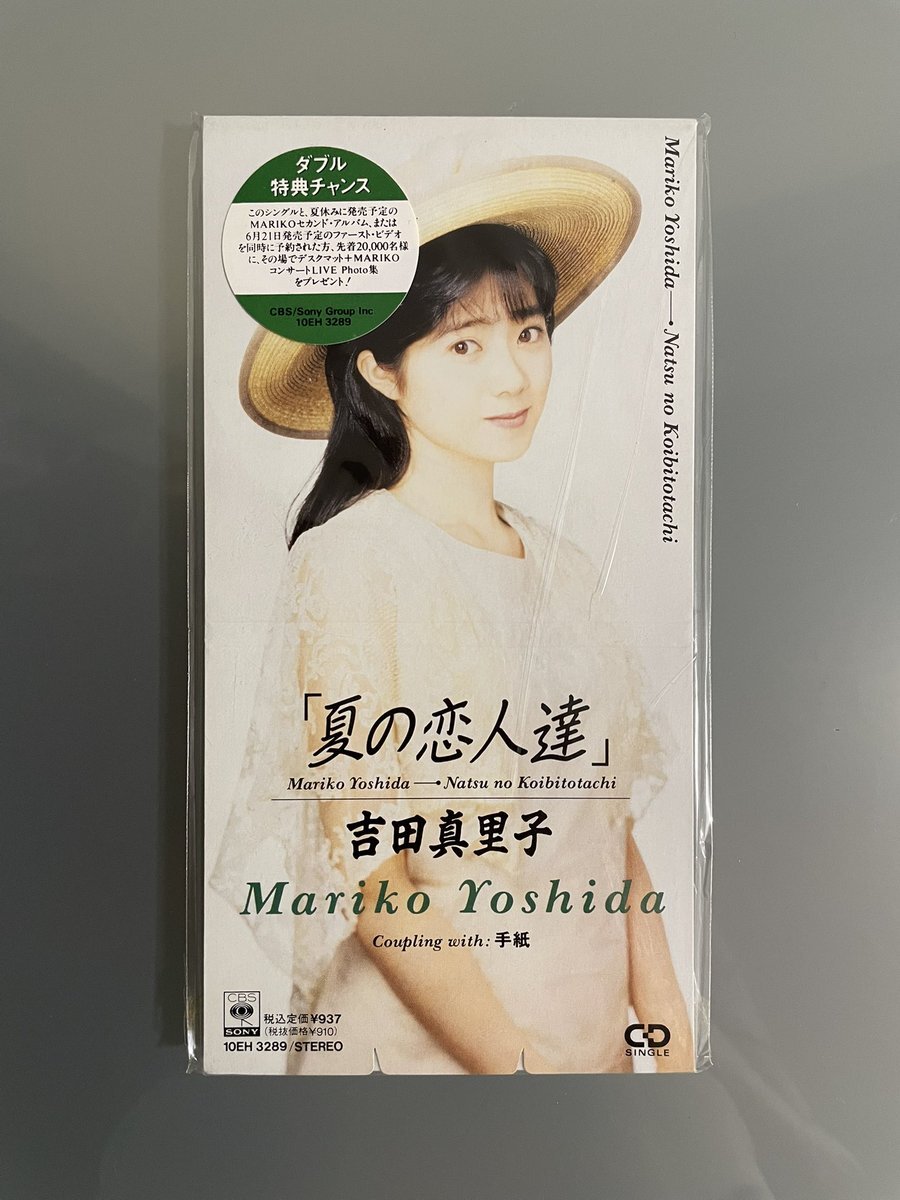 ダブル
特典チャンス
このシングルと、夏休みに発売予定の
MARIKOセカンド・アルバム、または
6月21日発売予定のファースト・ビデオ
を同時に予約された方、先着20,000名様
に、その場でデスクマット+MARIKO
コンサートLIVE Photo集
をプレゼント!
CBS/Sony Group Inc
10EH 3289
Mariko Yoshida—•Natsu no Koibitotachi
「夏の恋人達」
Mariko Yoshida—•Natsu no Koibitotachi
吉田真里子
Mariko Yoshida
Coupling with: 手紙
CBS
SONY
税込定価¥937
(税抜価格¥910)
10EH 3289/STEREO
CD
SINGLE